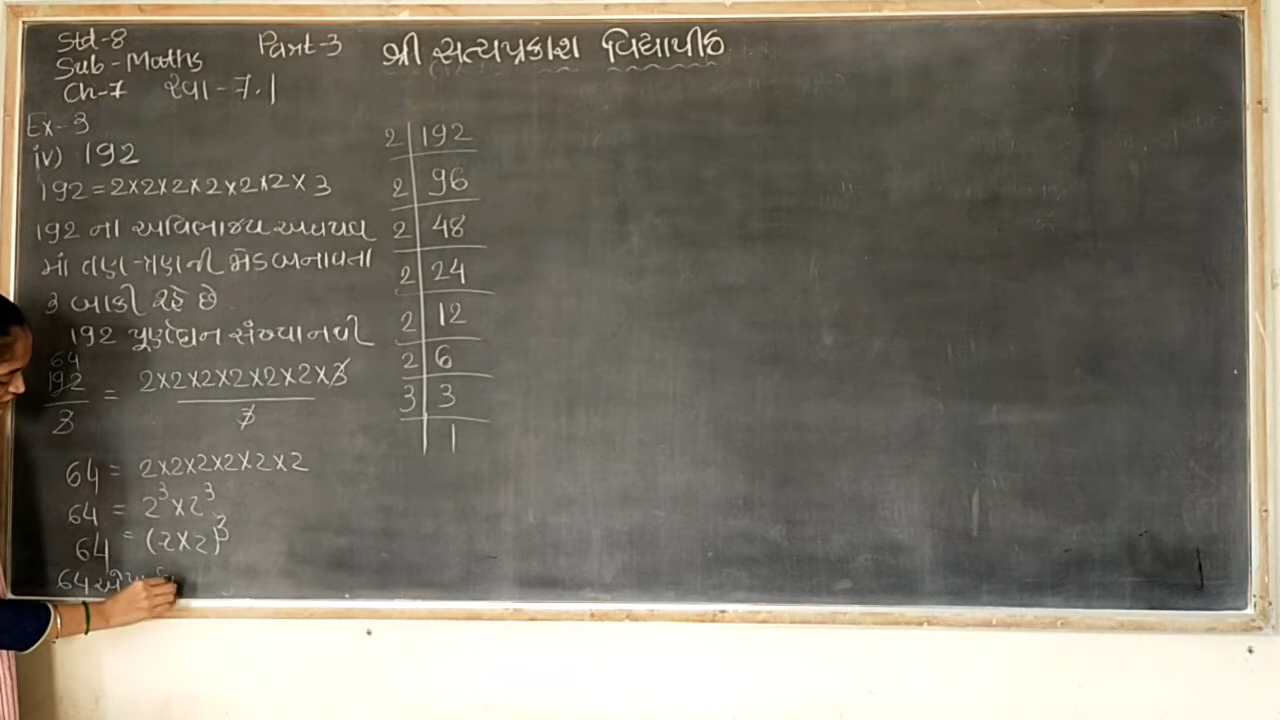 Std-8
Sub-Maths
Ch-7 સ્વા-7.1
Part-3
શ્રી સત્યપ્રકાશ વિદ્યાપીઠ
Ex-3
iv) 192
192=2×2×2×2×2×2×3
192 ના અવિભાજ્ય અવયવ
માં ત્રણ-ત્રણની જોડ બનાવતા
3 બાકી રહે છે
192 પૂર્ણઘન સંખ્યા નથી
64
192 = 2×2×2×2×2×2×3
3 3
64 = 2×2×2×2×2×2
64 = 2³×2³
64 = (2×2)³
64 એ
2 192
2 96
2 48
2 24
2 12
2 6
3 3
1